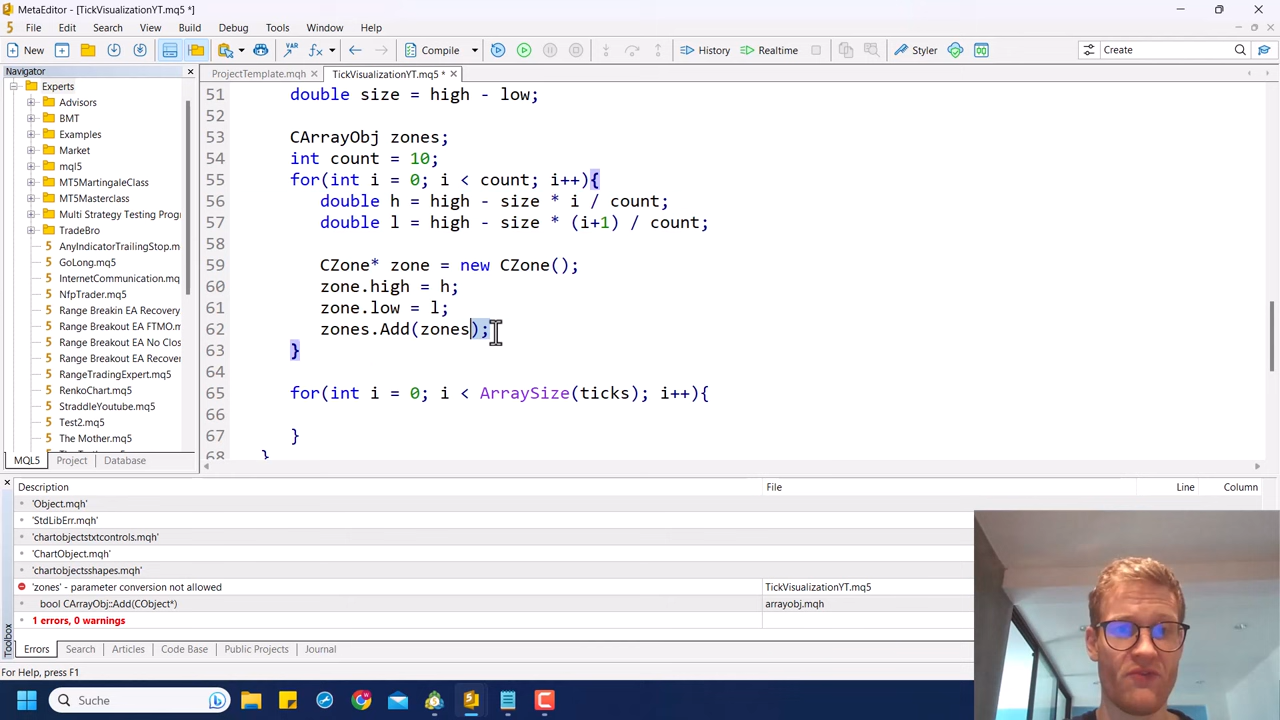 MetaEditor - [TickVisualizationYT.mq5 *]
File Edit Search View Build Debug Tools Window Help
New Compile History Realtime Styler Create
Navigator ProjectTemplate.mqh TickVisualizationYT.mq5 *
Experts
Advisors
BMT
Examples
Market
mql5
MT5MartingaleClass
MT5Masterclass
Multi Strategy Testing Progr
TradeBro
AnyIndicatorTrailingStop.m
GoLong.mq5
InternetCommunication.mq
NfpTrader.mq5
Range Breakin EA Recovery
Range Breakout EA FTMO.m
Range Breakout EA No Clos
Range Breakout EA Recover
RangeTradingExpert.mq5
RenkoChart.mq5
StraddleYoutube.mq5
Test2.mq5
The Mother.mq5
MQL5 Project Database
51 double size = high - low;
52
53 CArrayObj zones;
54 int count = 10;
55 for(int i = 0; i < count; i++){
56 double h = high - size * i / count;
57 double l = high - size * (i+1) / count;
58
59 CZone* zone = new CZone();
60 zone.high = h;
61 zone.low = l;
62 zones.Add(zones);
63 }
64
65 for(int i = 0; i < ArraySize(ticks); i++){
66
67 }
68 }
Description File Line Column
'Object.mqh'
'StdLibErr.mqh'
'chartobjectstxtcontrols.mqh'
'ChartObject.mqh'
'chartobjectsshapes.mqh'
'zones' - parameter conversion not allowed TickVisualizationYT.mq5
bool CArrayObj::Add(CObject*) arrayobj.mqh
1 errors, 0 warnings
Toolbox
Errors Search Articles Code Base Public Projects Journal
For Help, press F1
Suche